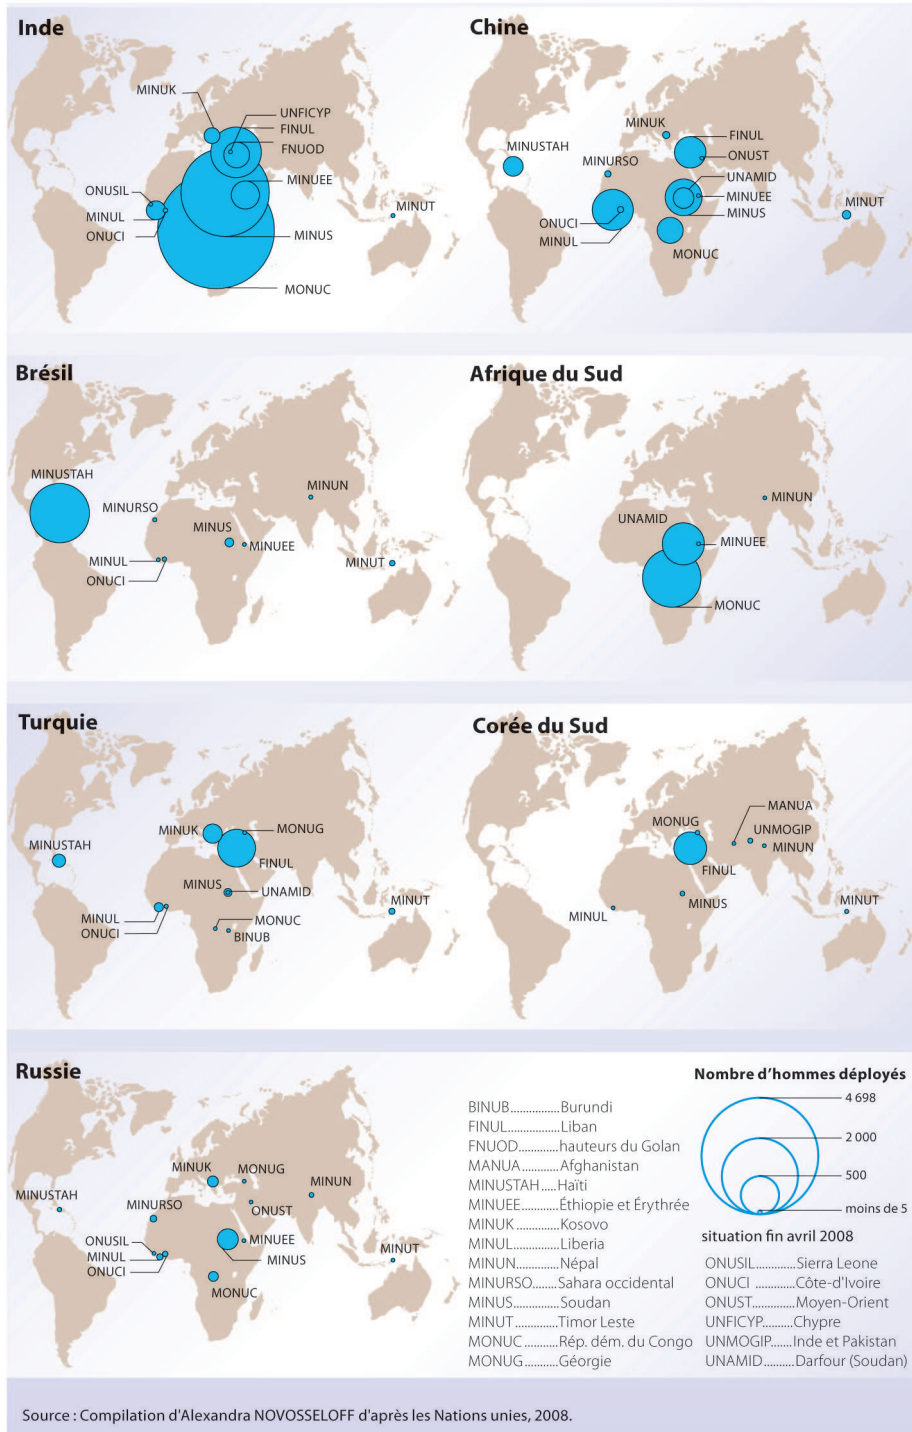 Inde
MINUK
UNFICYP
FINUL
FNUOD
MINUEE
ONUSIL
MINUL
ONUCI
MINUT
MINUS
MONUC
Chine
MINUK
FINUL
MINUSTAH
MINURSO
ONUST
UNAMID
MINUEE
MINUS
MINUT
ONUCI
MINUL
MONUC
Brésil
MINUSTAH
MINURSO
MINUN
MINUS
MINUEE
MINUL
ONUCI
MINUT
Afrique du Sud
MINUN
UNAMID
MINUEE
MONUC
Turquie
MINUK
MONUG
MINUSTAH
FINUL
MINUS
UNAMID
MINUL
ONUCI
MONUC
BINUB
MINUT
Corée du Sud
MANUA
MONUG
UNMOGIP
MINUN
FINUL
MINUS
MINUL
MINUT
Russie
MINUK
MONUG
MINUN
MINUSTAH
MINURSO
ONUST
ONUSIL
MINUEE
MINUL
MINUS
ONUCI
MINUT
MONUC
BINUB...............Burundi
FINUL................Liban
FNUOD............hauteurs du Golan
MANUA...........Afghanistan
MINUSTAH....Haïti
MINUEE...........Éthiopie et Érythrée
MINUK.............Kosovo
MINUL..............Liberia
MINUN.............Népal
MINURSO.......Sahara occidental
MINUS..............Soudan
MINUT..............Timor Leste
MONUC...........Rép. dém. du Congo
MONUG..........Géorgie
Nombre d'hommes déployés
4 698
2 000
500
moins de 5
situation fin avril 2008
ONUSIL............Sierra Leone
ONUCI ............Côte-d'Ivoire
ONUST.............Moyen-Orient
UNFICYP..........Chypre
UNMOGIP......Inde et Pakistan
UNAMID.........Darfour (Soudan)
Source : Compilation d'Alexandra NOVOSSELOFF d'après les Nations unies, 2008.